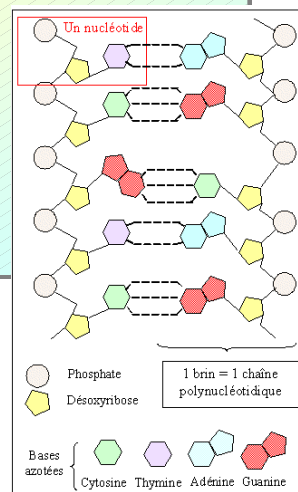 Un nucléotide
Phosphate
Désoxyribose
1 brin = 1 chaîne
polynucléotidique
Bases
azotées
Cytosine Thymine Adénine Guanine